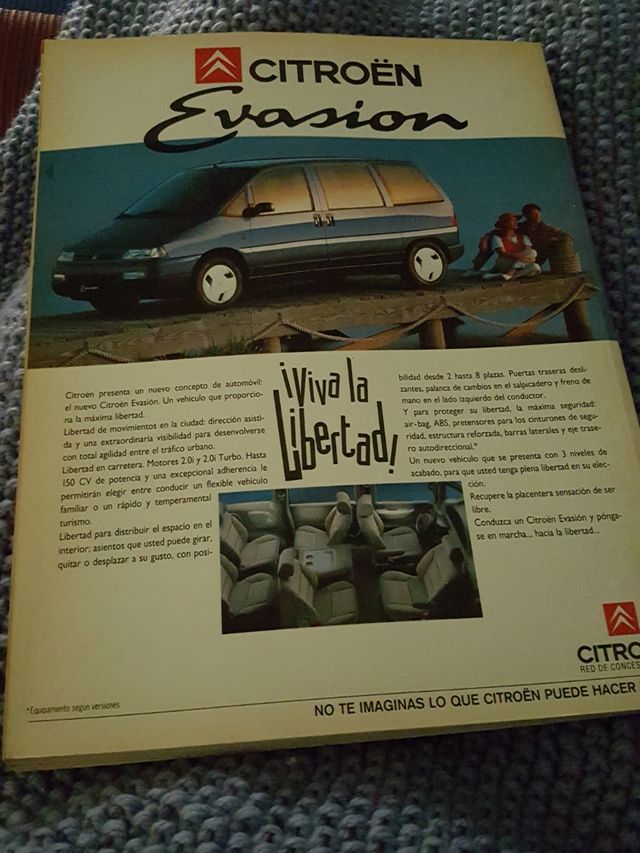 CITROËN
Evasion
Evasion
Citroën presenta un nuevo concepto de automóvil:
el nuevo Citroën Evasión. Un vehiculo que proporcio-
na la máxima libertad.
Libertad de movimientos en la ciudad: dirección asisti-
da y una extraordinaria visibilidad para desenvolverse
con total agilidad entre el tráfico urbano.
Libertad en carretera. Motores 2.0i y 2.0i Turbo. Hasta
150 CV de potencia y una excepcional adherencia le
permitirán elegir entre conducir un flexible vehículo
familiar o un rápido y temperamental
turismo.
Libertad para distribuir el espacio en el
interior; asientos que usted puede girar,
quitar o desplazar a su gusto, con posi-
¡Viva la
Libertad!
bilidad desde 2 hasta 8 plazas. Puertas traseras desli-
zantes, palanca de cambios en el salpicadero y freno de
mano en el lado izquierdo del conductor.
Y para proteger su libertad, la máxima seguridad:
air-bag, ABS, pretensores para los cinturones de segu-
ridad, estructura reforzada, barras laterales y eje trase-
ro autodireccional.*
Un nuevo vehículo que se presenta con 3 niveles de
acabado, para que usted tenga plena libertad en su elec-
ción.
Recupere la placentera sensación de ser
libre.
Conduzca un Citroën Evasión y pónga-
se en marcha... hacia la libertad...
CITRO
RED DE CONCES
*Equipamiento según versiones
NO TE IMAGINAS LO QUE CITROËN PUEDE HACER